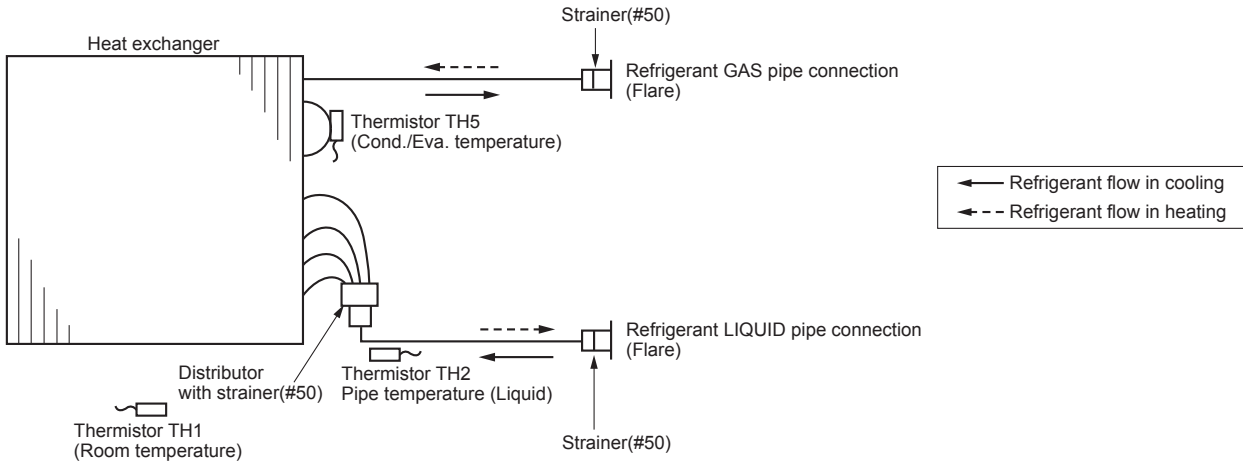 Strainer(#50)
Heat exchanger
Refrigerant GAS pipe connection
(Flare)
Thermistor TH5
(Cond./Eva. temperature)
Refrigerant flow in cooling
Refrigerant flow in heating
Refrigerant LIQUID pipe connection
(Flare)
Distributor
with strainer(#50)
Thermistor TH2
Pipe temperature (Liquid)
Thermistor TH1
(Room temperature)
Strainer(#50)